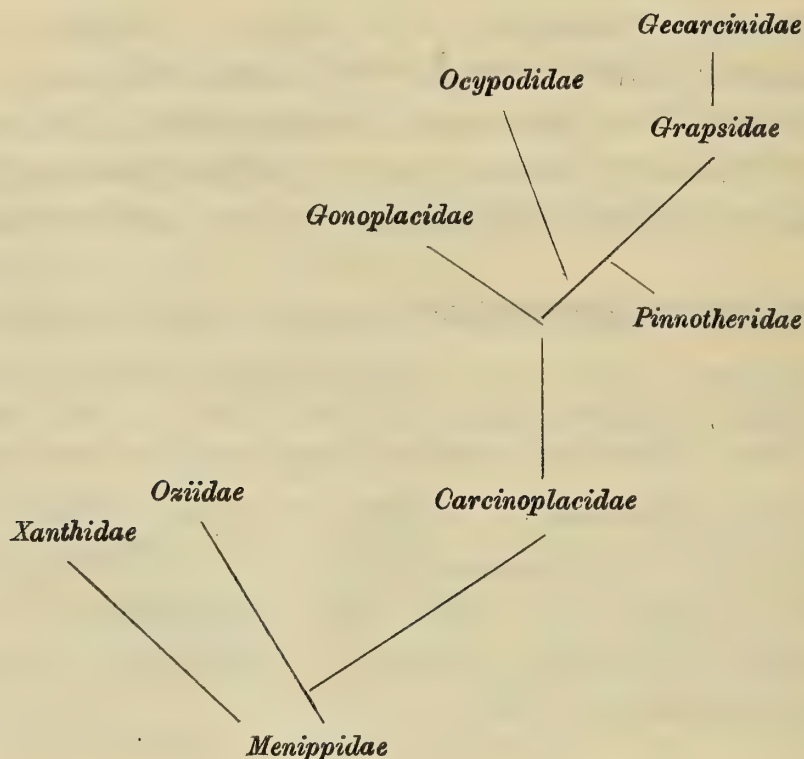 Gecarcinidae
Ocypodidae
Grapsidae
Gonoplacidae
Pinnotheridae
Oziidae
Carcinoplacidae
Xanthidae
Menippidae